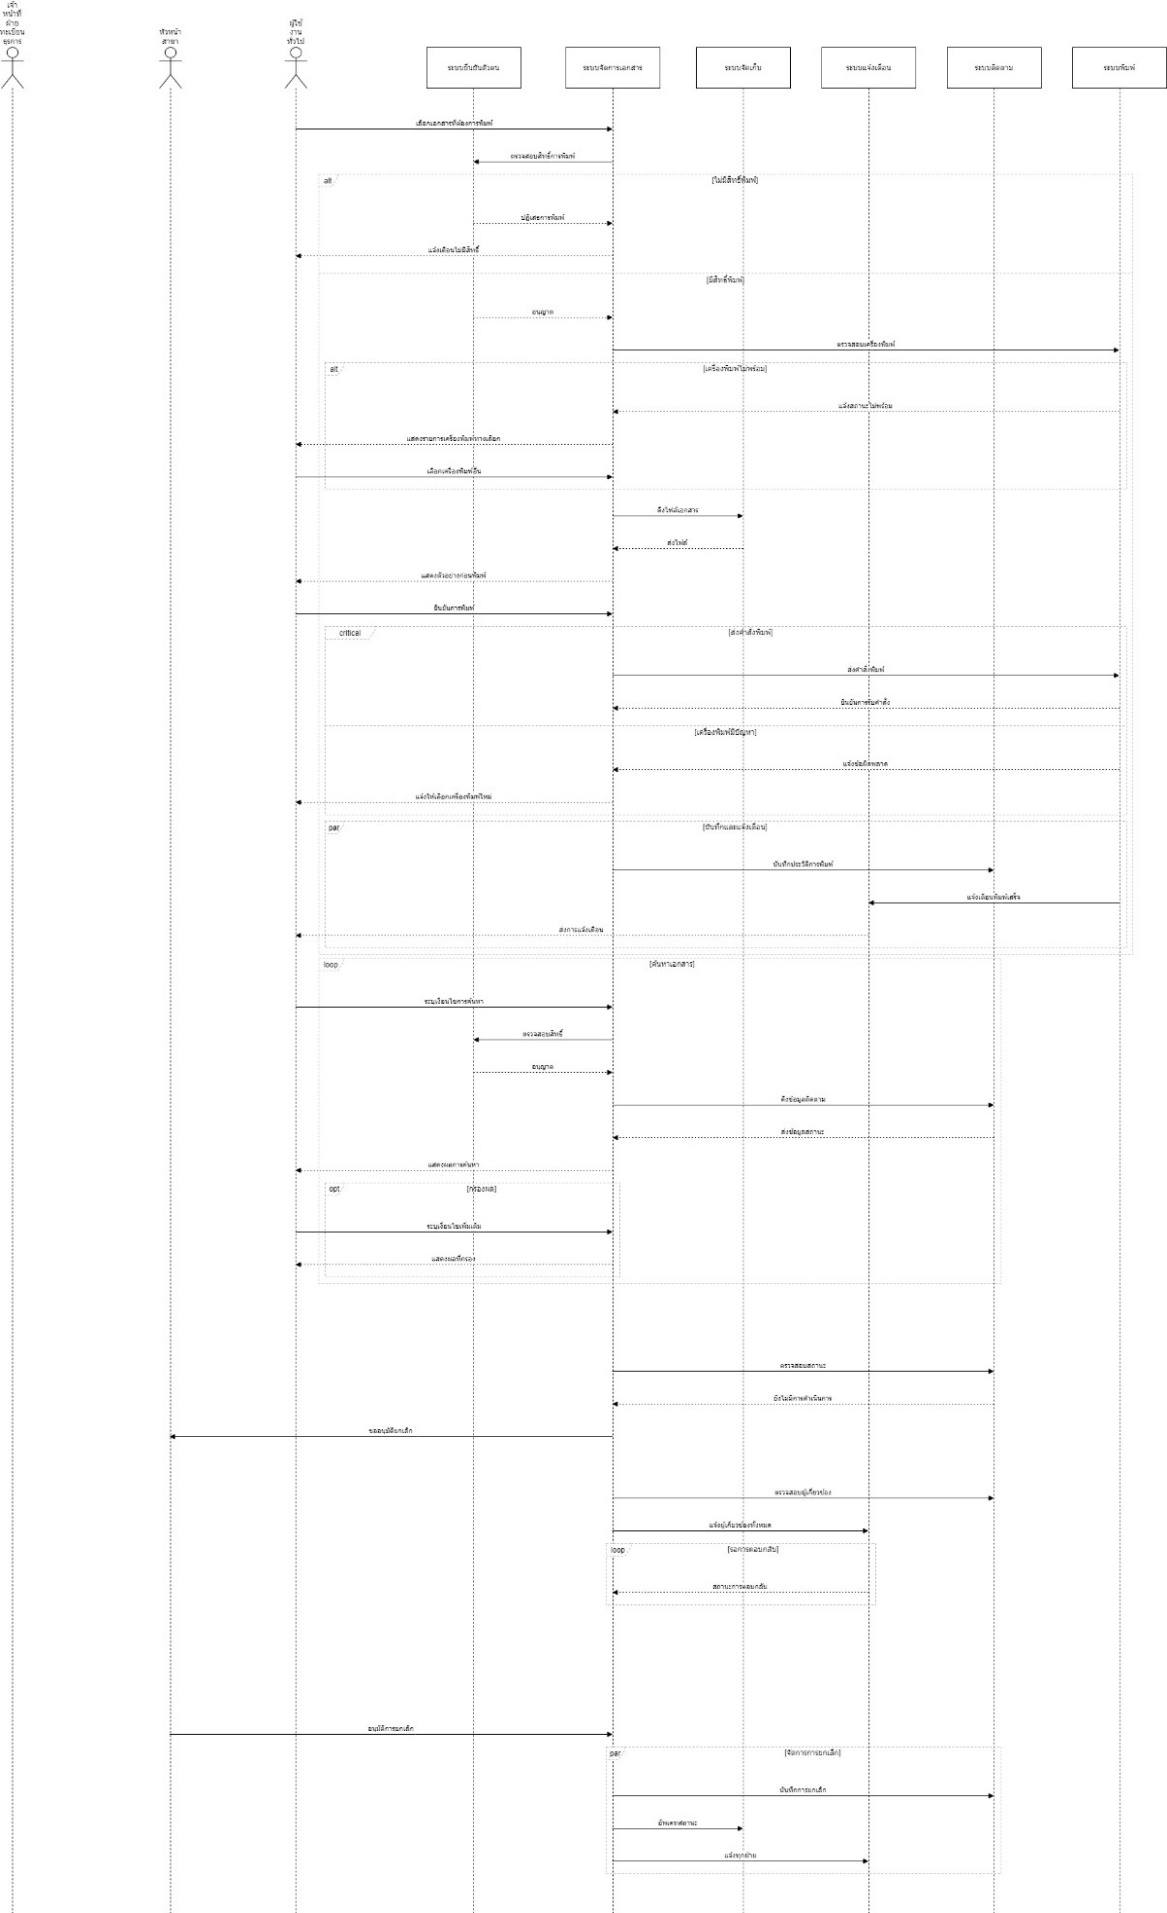 เจ้า
หน้าที่
ฝ่าย
ทะเบียน
ธุรการ
หัวหน้า
สาขา
ผู้ใช้
งาน
ทั่วไป
ระบบยืนยันตัวตน
ระบบจัดการเอกสาร
ระบบจัดเก็บ
ระบบแจ้งเตือน
ระบบติดตาม
ระบบพิมพ์
เลือกเอกสารที่ต้องการพิมพ์
ตรวจสอบสิทธิ์การพิมพ์
alt
[ไม่มีสิทธิ์พิมพ์]
ปฏิเสธการพิมพ์
แจ้งเตือนไม่มีสิทธิ์
[มีสิทธิ์พิมพ์]
อนุญาต
ตรวจสอบเครื่องพิมพ์
alt
[เครื่องพิมพ์ไม่พร้อม]
แจ้งสถานะไม่พร้อม
แสดงรายการเครื่องพิมพ์ทางเลือก
เลือกเครื่องพิมพ์อื่น
ดึงไฟล์เอกสาร
ส่งไฟล์
แสดงตัวอย่างก่อนพิมพ์
ยืนยันการพิมพ์
critical
[ส่งคำสั่งพิมพ์]
ส่งคำสั่งพิมพ์
ยืนยันการรับคำสั่ง
[เครื่องพิมพ์มีปัญหา]
แจ้งข้อผิดพลาด
แจ้งให้เลือกเครื่องพิมพ์ใหม่
par
[บันทึกและแจ้งเตือน]
บันทึกประวัติการพิมพ์
แจ้งเตือนพิมพ์เสร็จ
ส่งการแจ้งเตือน
loop
[ค้นหาเอกสาร]
ระบุเงื่อนไขการค้นหา
ตรวจสอบสิทธิ์
อนุญาต
ดึงข้อมูลติดตาม
ส่งข้อมูลสถานะ
แสดงผลการค้นหา
opt
[กรองผล]
ระบุเงื่อนไขเพิ่มเติม
แสดงผลที่กรอง
ตรวจสอบสถานะ
ยังไม่มีการดำเนินการ
ขออนุมัติยกเลิก
ตรวจสอบผู้เกี่ยวข้อง
แจ้งผู้เกี่ยวข้องทั้งหมด
loop
[รอการตอบกลับ]
สถานะการตอบกลับ
อนุมัติการยกเลิก
par
[จัดการการยกเลิก]
บันทึกการยกเลิก
อัพเดทสถานะ
แจ้งทุกฝ่าย